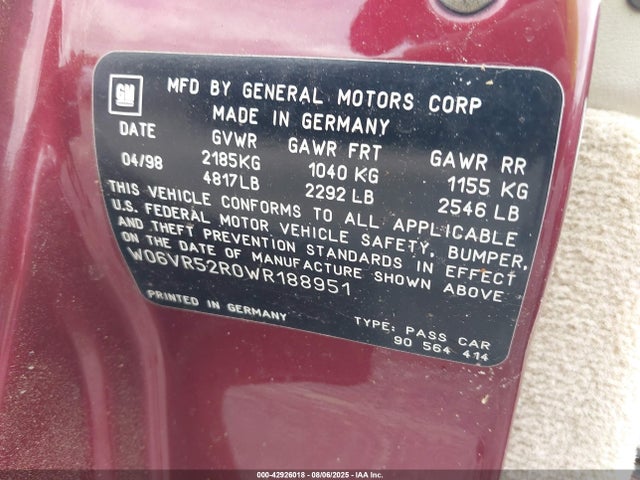 GM
MFD BY GENERAL MOTORS CORP
MADE IN GERMANY
DATE GVWR GAWR FRT GAWR RR
04/98 2185KG 1040 KG 1155 KG
4817LB 2292 LB 2546 LB
THIS VEHICLE CONFORMS TO ALL APPLICABLE
U.S. FEDERAL MOTOR VEHICLE SAFETY, BUMPER,
AND THEFT PREVENTION STANDARDS IN EFFECT
ON THE DATE OF MANUFACTURE SHOWN ABOVE
W06VR52R0WR188951
PRINTED IN GERMANY
TYPE: PASS CAR
90 564 414
000-42926018 - 08/06/2025 - IAA Inc.